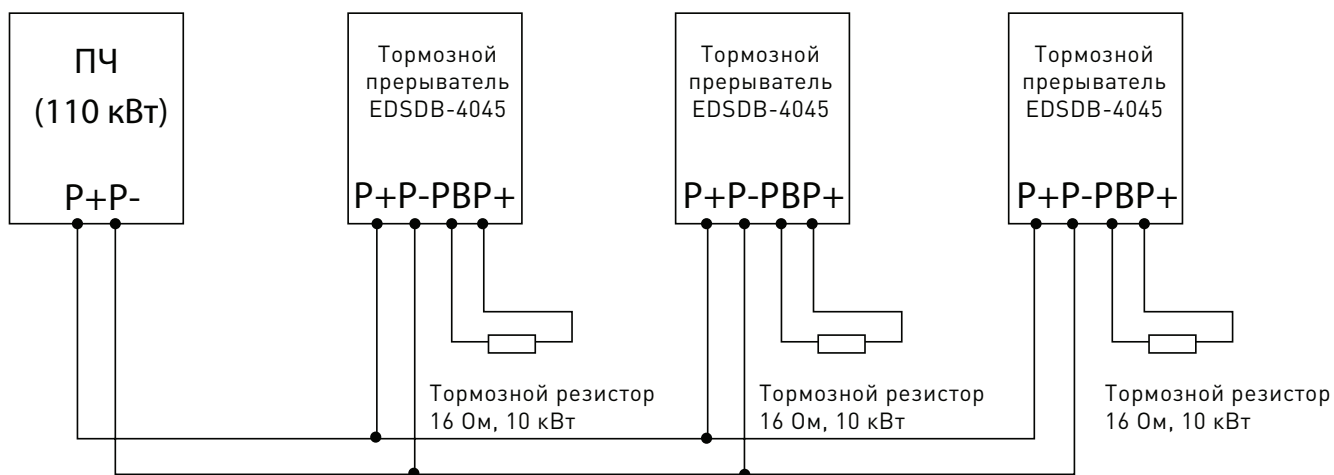 ПЧ
(110 кВт)
P+P-
Тормозной
прерыватель
EDSDB-4045
P+P-PBP+
Тормозной резистор
16 Ом, 10 кВт
Тормозной
прерыватель
EDSDB-4045
P+P-PBP+
Тормозной резистор
16 Ом, 10 кВт
Тормозной
прерыватель
EDSDB-4045
P+P-PBP+
Тормозной резистор
16 Ом, 10 кВт